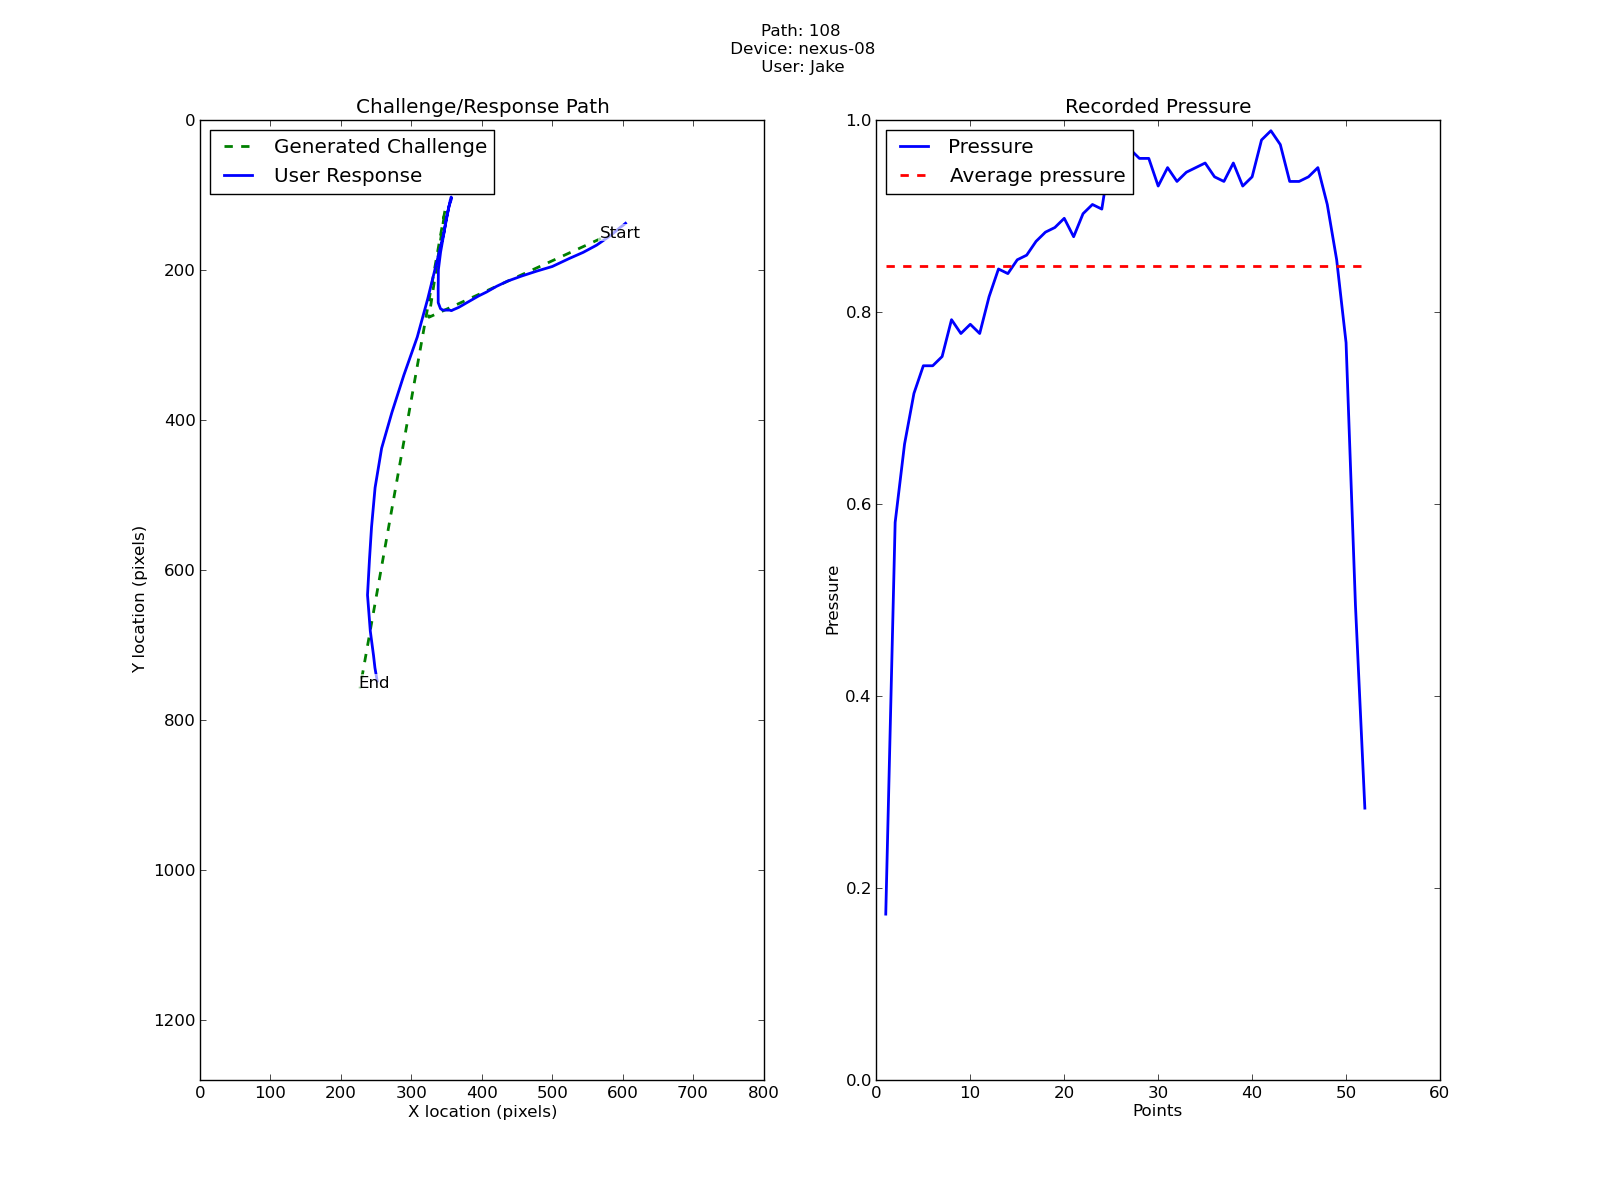 Path: 108
Device: nexus-08
User: Jake
Challenge/Response Path
Generated Challenge
User Response
Start
End
0
200
400
600
800
1000
1200
Y location (pixels)
0 100 200 300 400 500 600 700 800
X location (pixels)
Recorded Pressure
Pressure
Average pressure
1.0
0.8
0.6
0.4
0.2
0.0
Pressure
0 10 20 30 40 50 60
Points